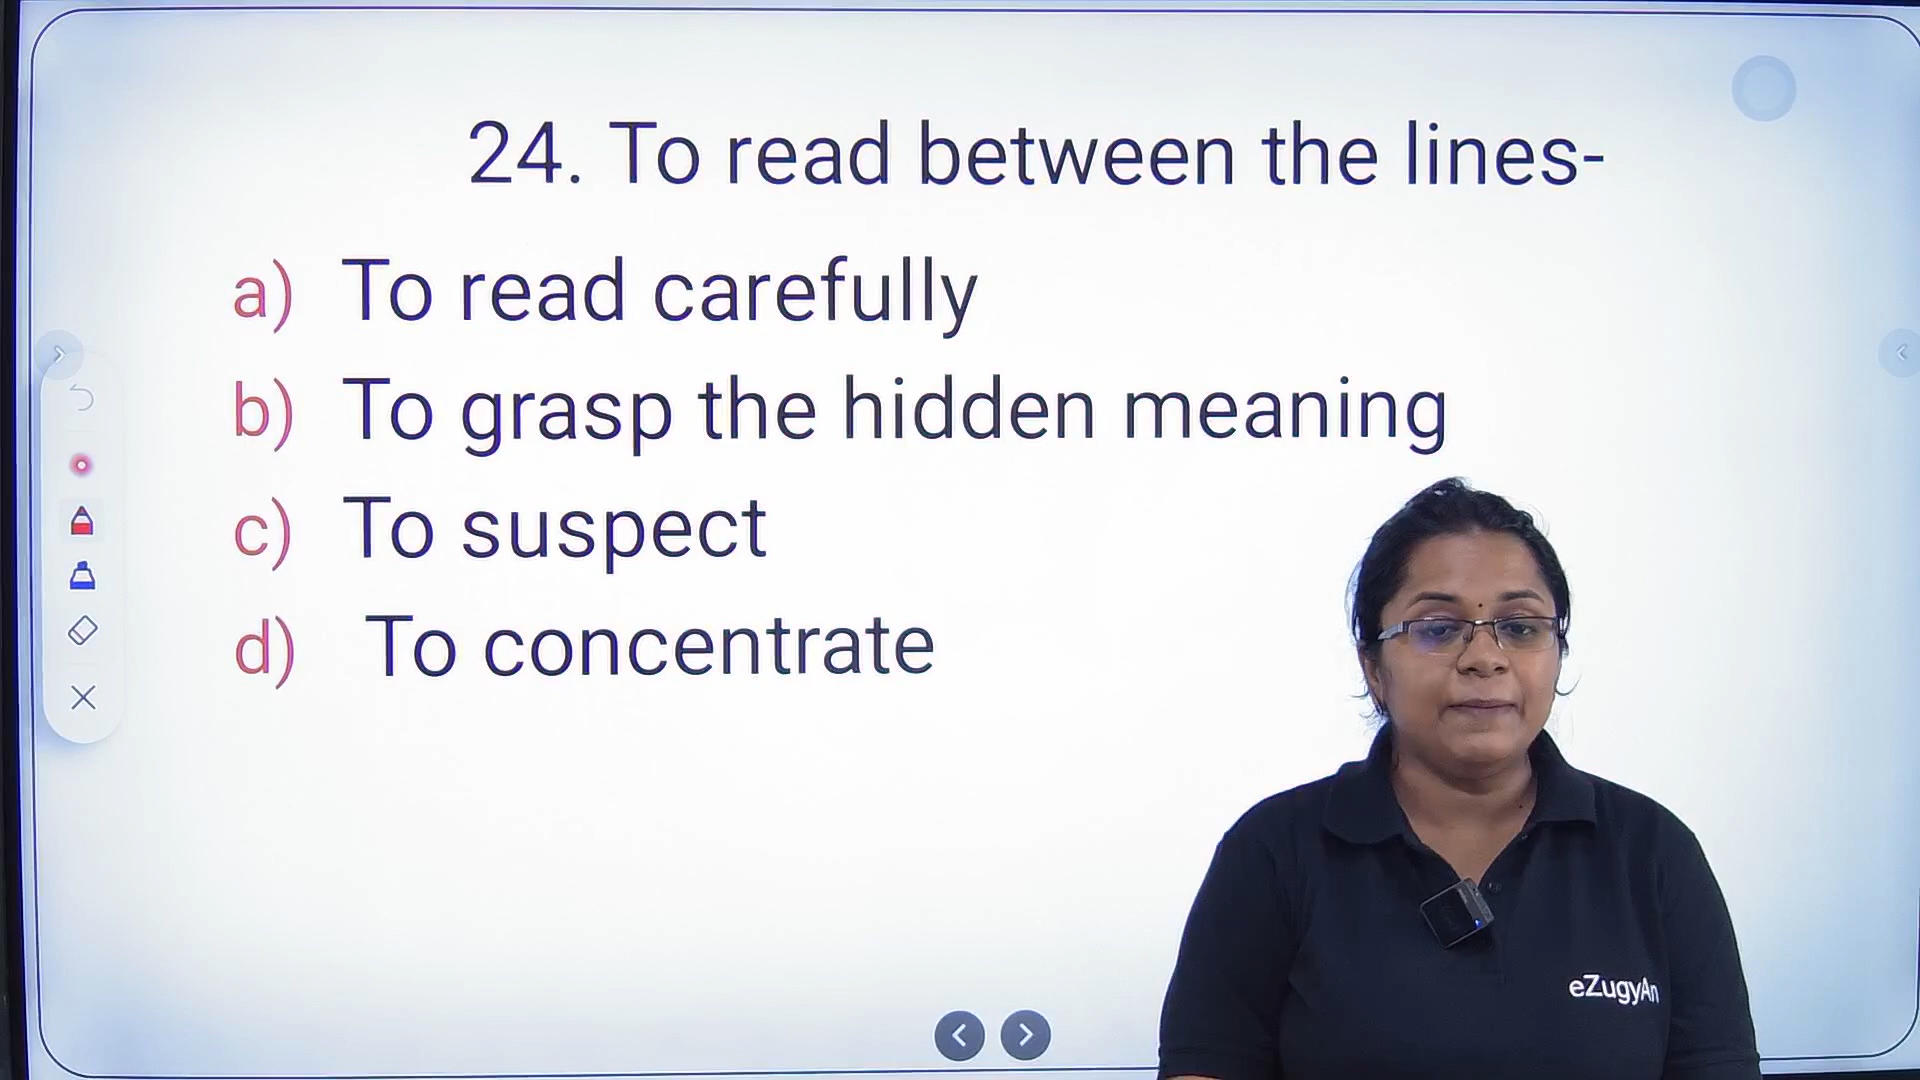 24. To read between the lines-
a) To read carefully
b) To grasp the hidden meaning
c) To suspect
d) To concentrate
eZugyAn